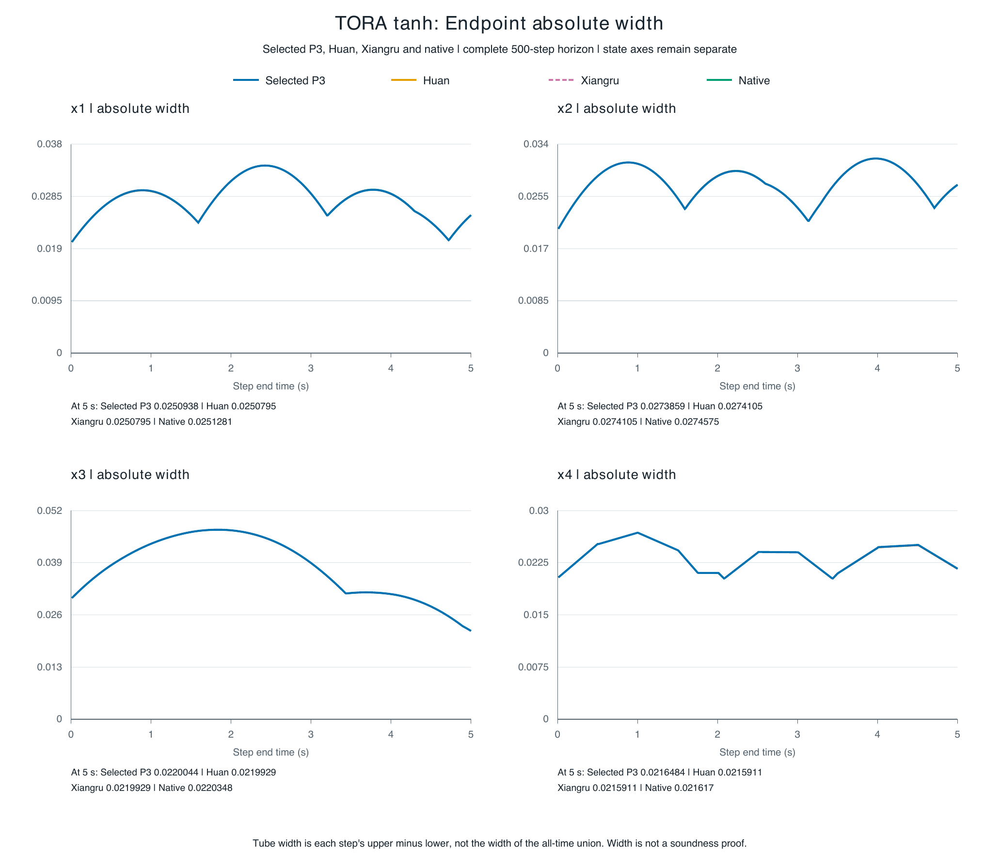 TORA tanh: Endpoint absolute width
Selected P3, Huan, Xiangru and native | complete 500-step horizon | state axes remain separate
Selected P3
Huan
Xiangru
Native
x1 | absolute width
0.038
0.0285
0.019
0.0095
0
0 1 2 3 4 5
Step end time (s)
At 5 s: Selected P3 0.0250938 | Huan 0.0250795
Xiangru 0.0250795 | Native 0.0251281
x2 | absolute width
0.034
0.0255
0.017
0.0085
0
0 1 2 3 4 5
Step end time (s)
At 5 s: Selected P3 0.0273859 | Huan 0.0274105
Xiangru 0.0274105 | Native 0.0274575
x3 | absolute width
0.052
0.039
0.026
0.013
0
0 1 2 3 4 5
Step end time (s)
At 5 s: Selected P3 0.0220044 | Huan 0.0219929
Xiangru 0.0219929 | Native 0.0220348
x4 | absolute width
0.03
0.0225
0.015
0.0075
0
0 1 2 3 4 5
Step end time (s)
At 5 s: Selected P3 0.0216484 | Huan 0.0215911
Xiangru 0.0215911 | Native 0.021617
Tube width is each step's upper minus lower, not the width of the all-time union. Width is not a soundness proof.